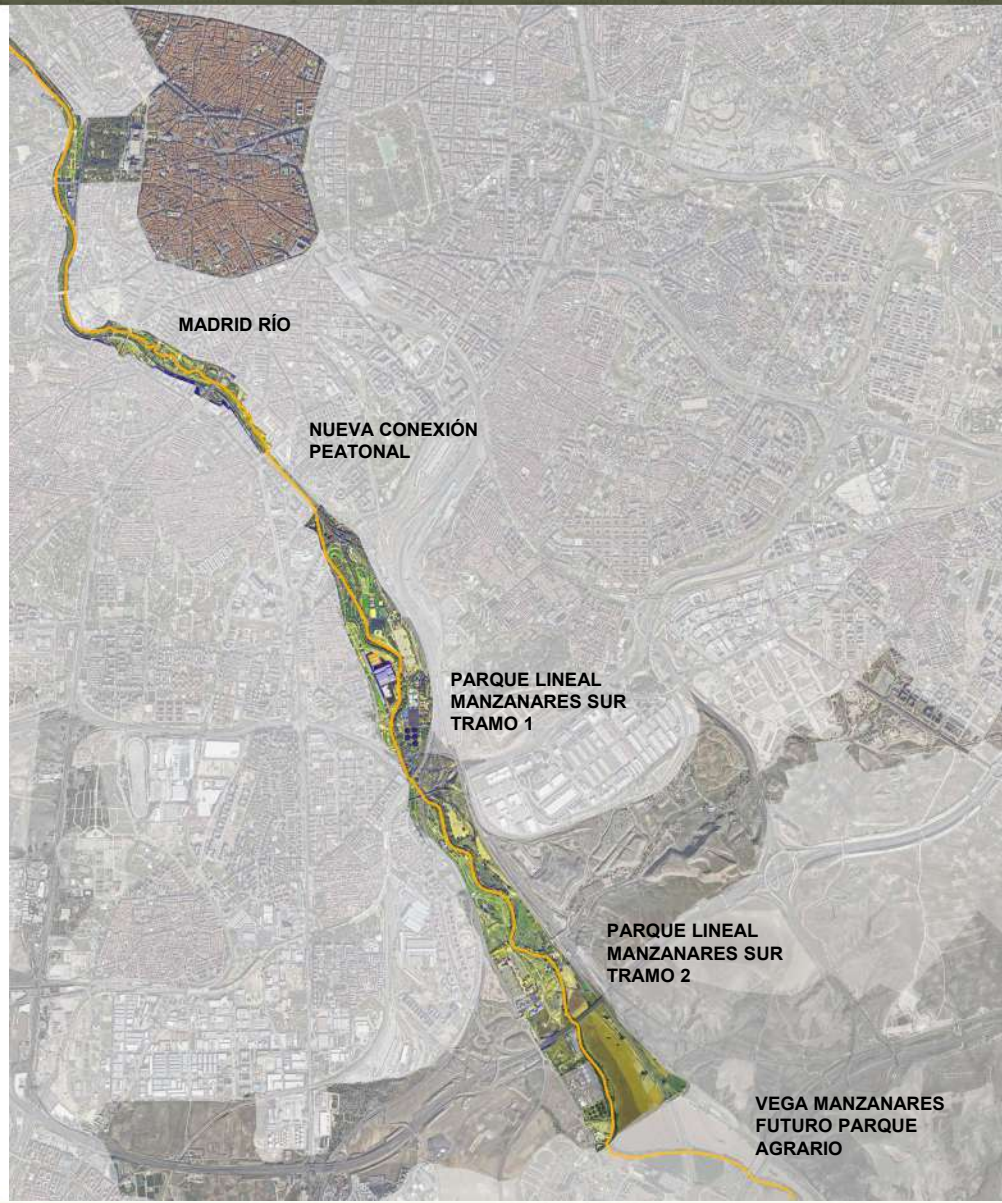 MADRID RÍO
NUEVA CONEXIÓN
PEATONAL
PARQUE LINEAL
MANZANARES SUR
TRAMO 1
PARQUE LINEAL
MANZANARES SUR
TRAMO 2
VEGA MANZANARES
FUTURO PARQUE
AGRARIO